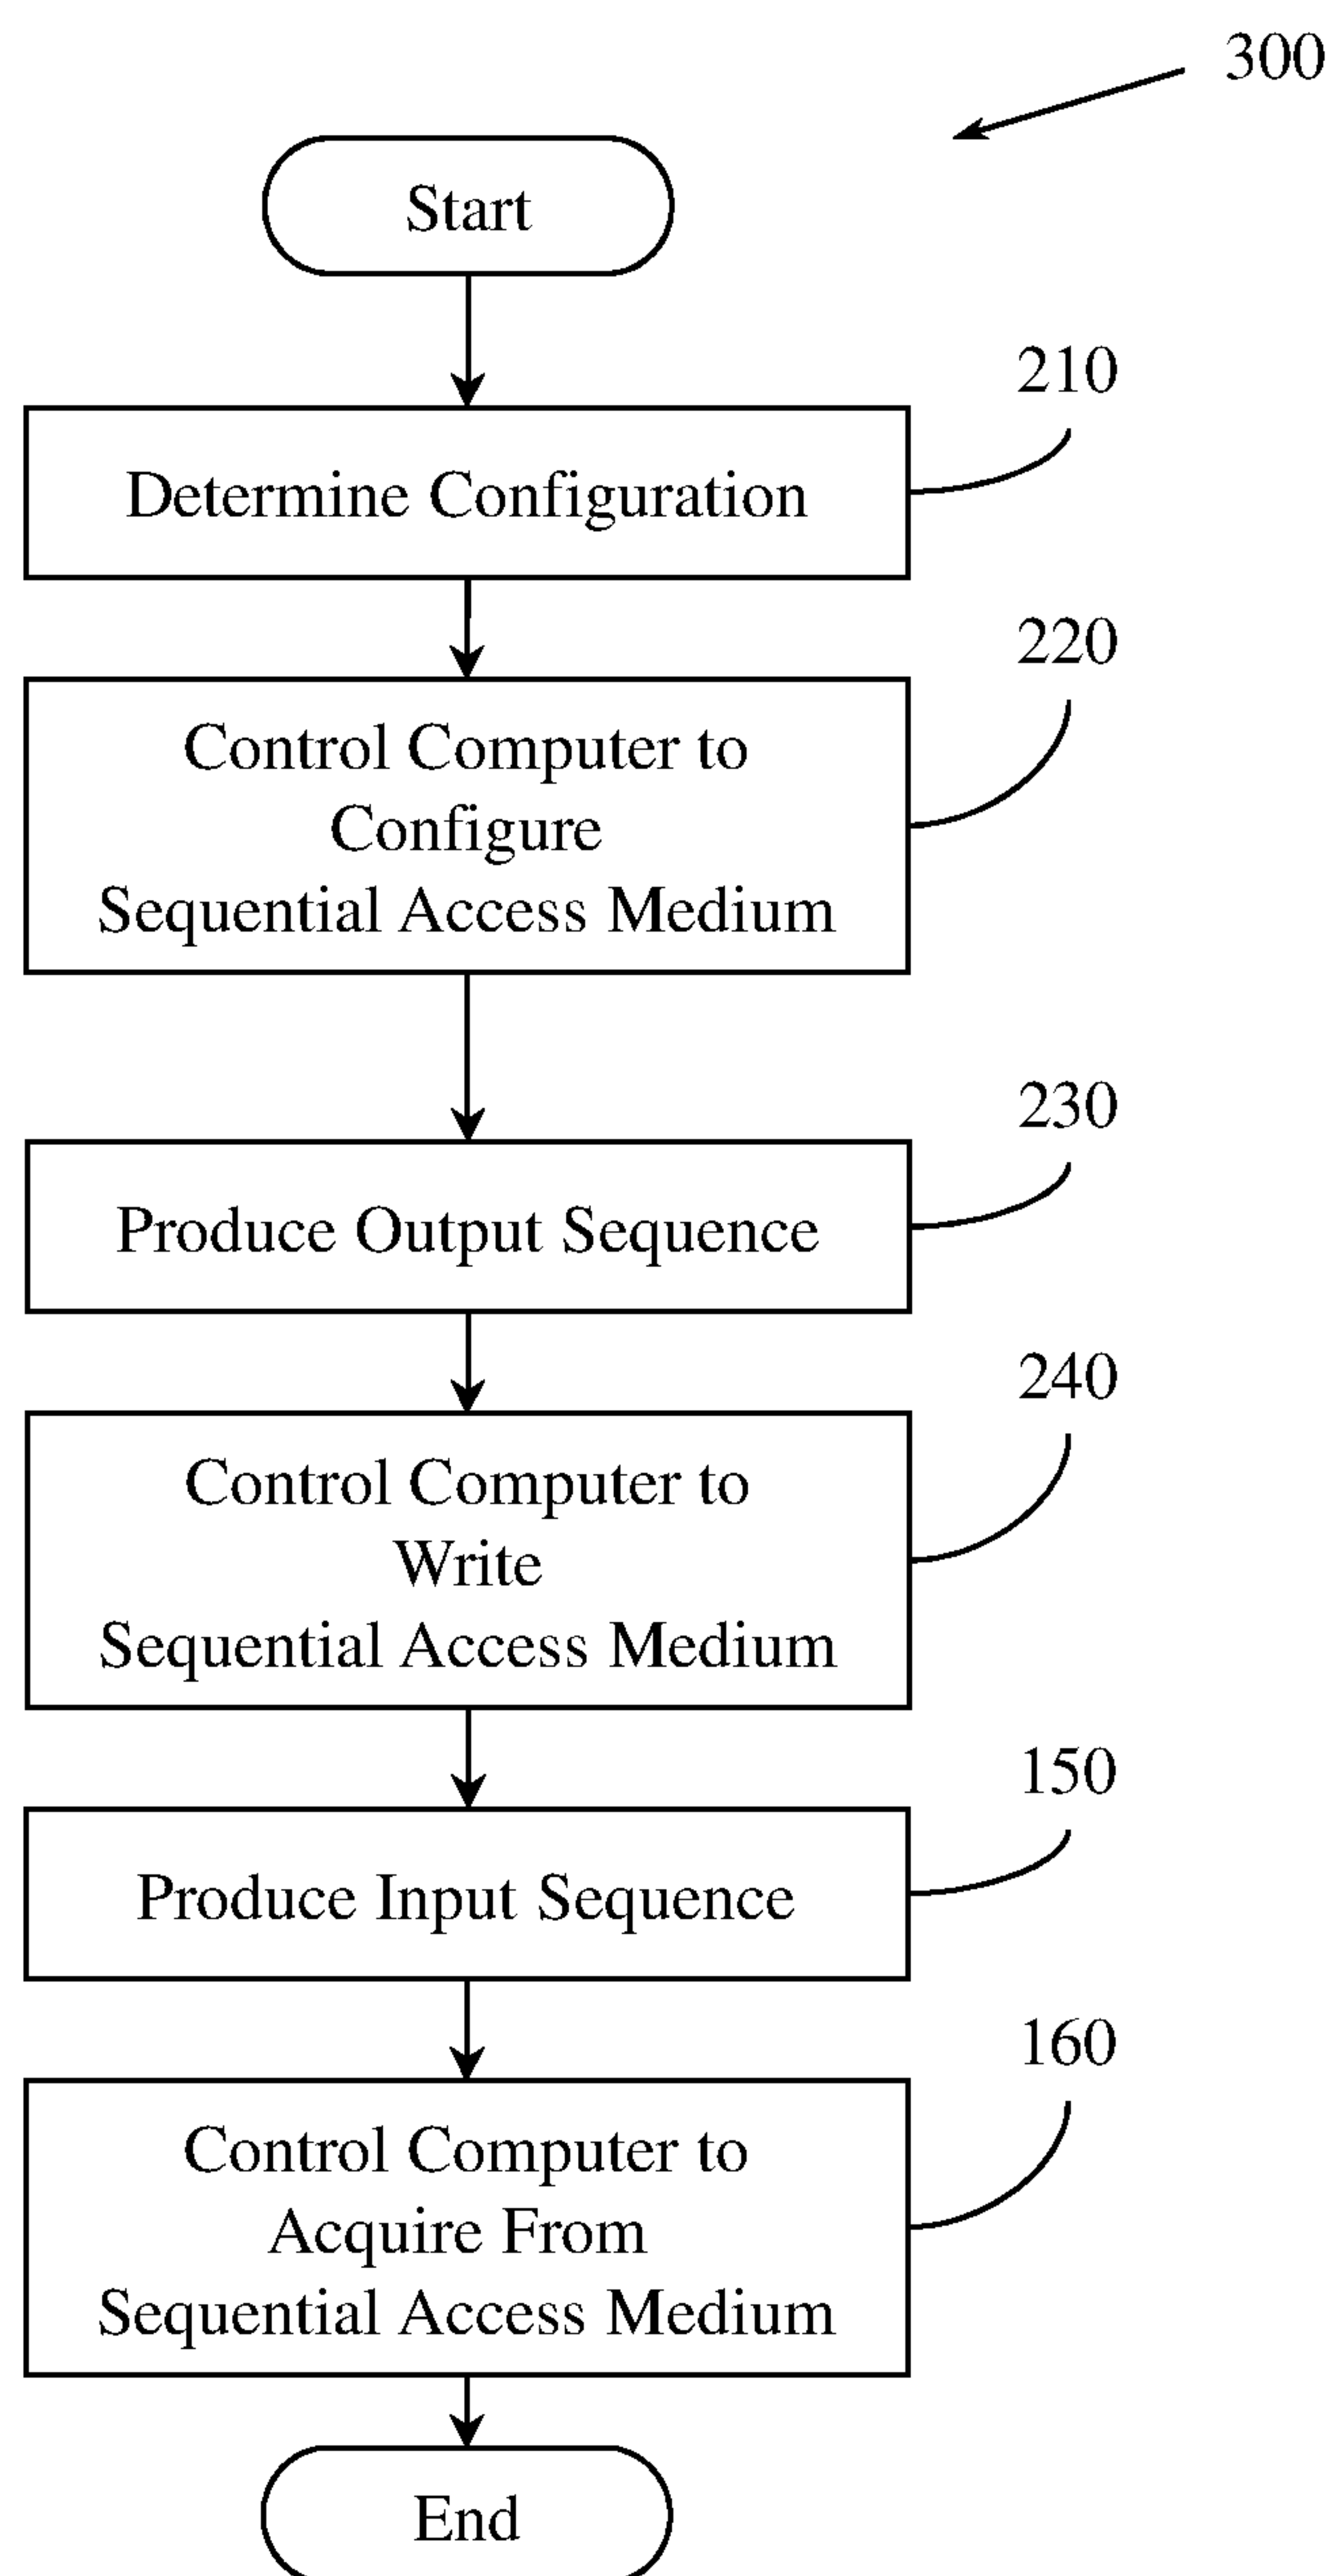 300
Start
210
Determine Configuration
220
Control Computer to
Configure
Sequential Access Medium
230
Produce Output Sequence
240
Control Computer to
Write
Sequential Access Medium
150
Produce Input Sequence
160
Control Computer to
Acquire From
Sequential Access Medium
End